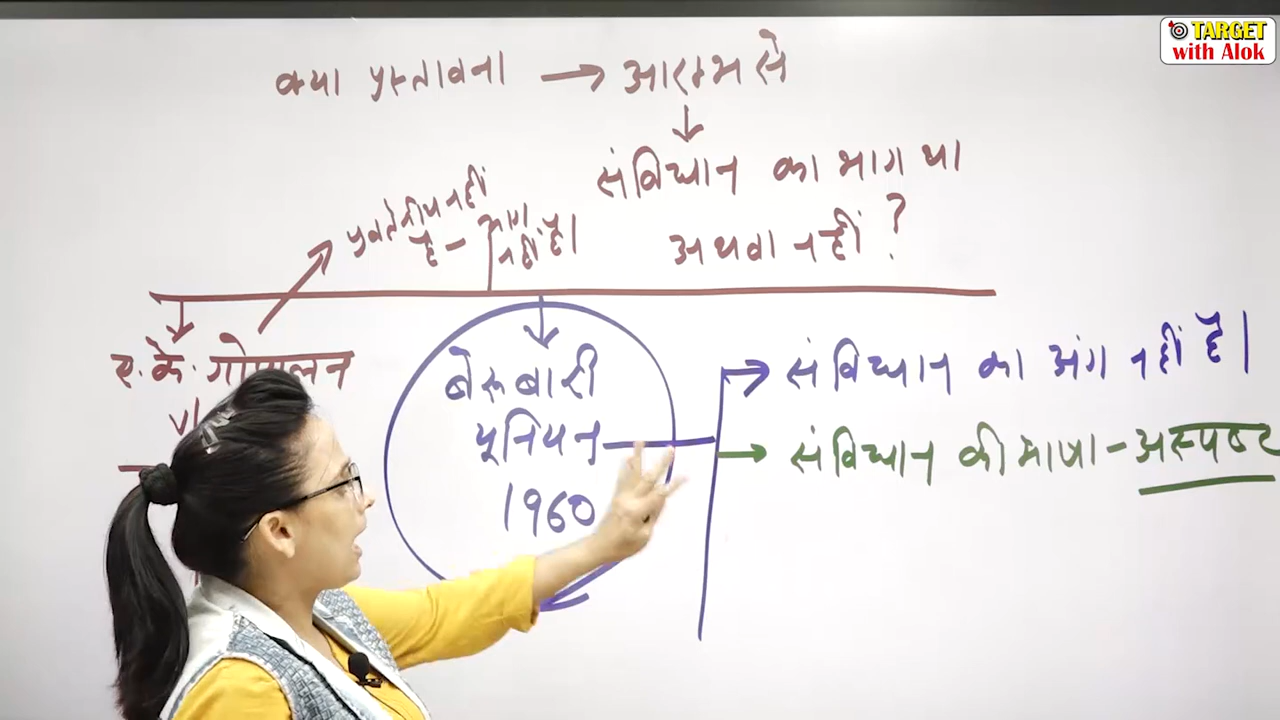 TARGET
with Alok
क्या प्रस्तावना → आरम्भ से
संविधान का भाग था
अथवा नहीं ?
प्रवर्तनीय नहीं
है - भाग
नहीं है।
ए. के. गोपालन
बेरूबारी
यूनियन
1960
→ संविधान का अंग नहीं है।
→ संविधान की भाषा - अस्पष्ट